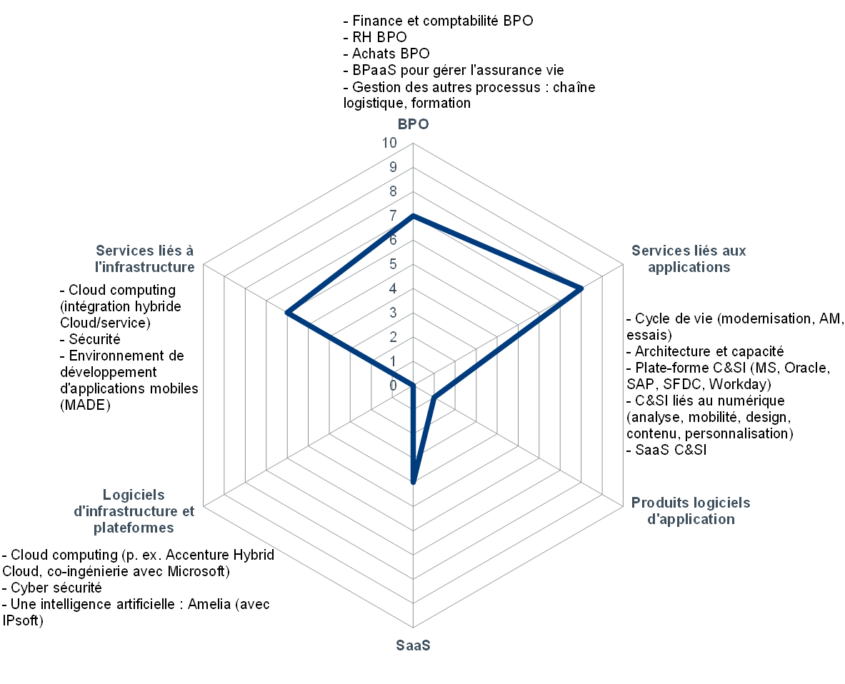 - Finance et comptabilité BPO
- RH BPO
- Achats BPO
- BPaaS pour gérer l'assurance vie
- Gestion des autres processus : chaîne
logistique, formation
BPO
10
9
8
7
6
5
4
3
2
1
0
Services liés à
l'infrastructure
- Cloud computing
(intégration hybride
Cloud/service)
- Sécurité
- Environnement de
développement
d'applications mobiles
(MADE)
Services liés aux
applications
- Cycle de vie (modernisation, AM,
essais)
- Architecture et capacité
- Plate-forme C&SI (MS, Oracle,
SAP, SFDC, Workday)
- C&SI liés au numérique
(analyse, mobilité, design,
contenu, personnalisation)
- SaaS C&SI
Logiciels
d'infrastructure et
plateformes
- Cloud computing (p. ex. Accenture Hybrid
Cloud, co-ingénierie avec Microsoft)
- Cyber sécurité
- Une intelligence artificielle : Amelia (avec
IPsoft)
Produits logiciels
d'application
SaaS